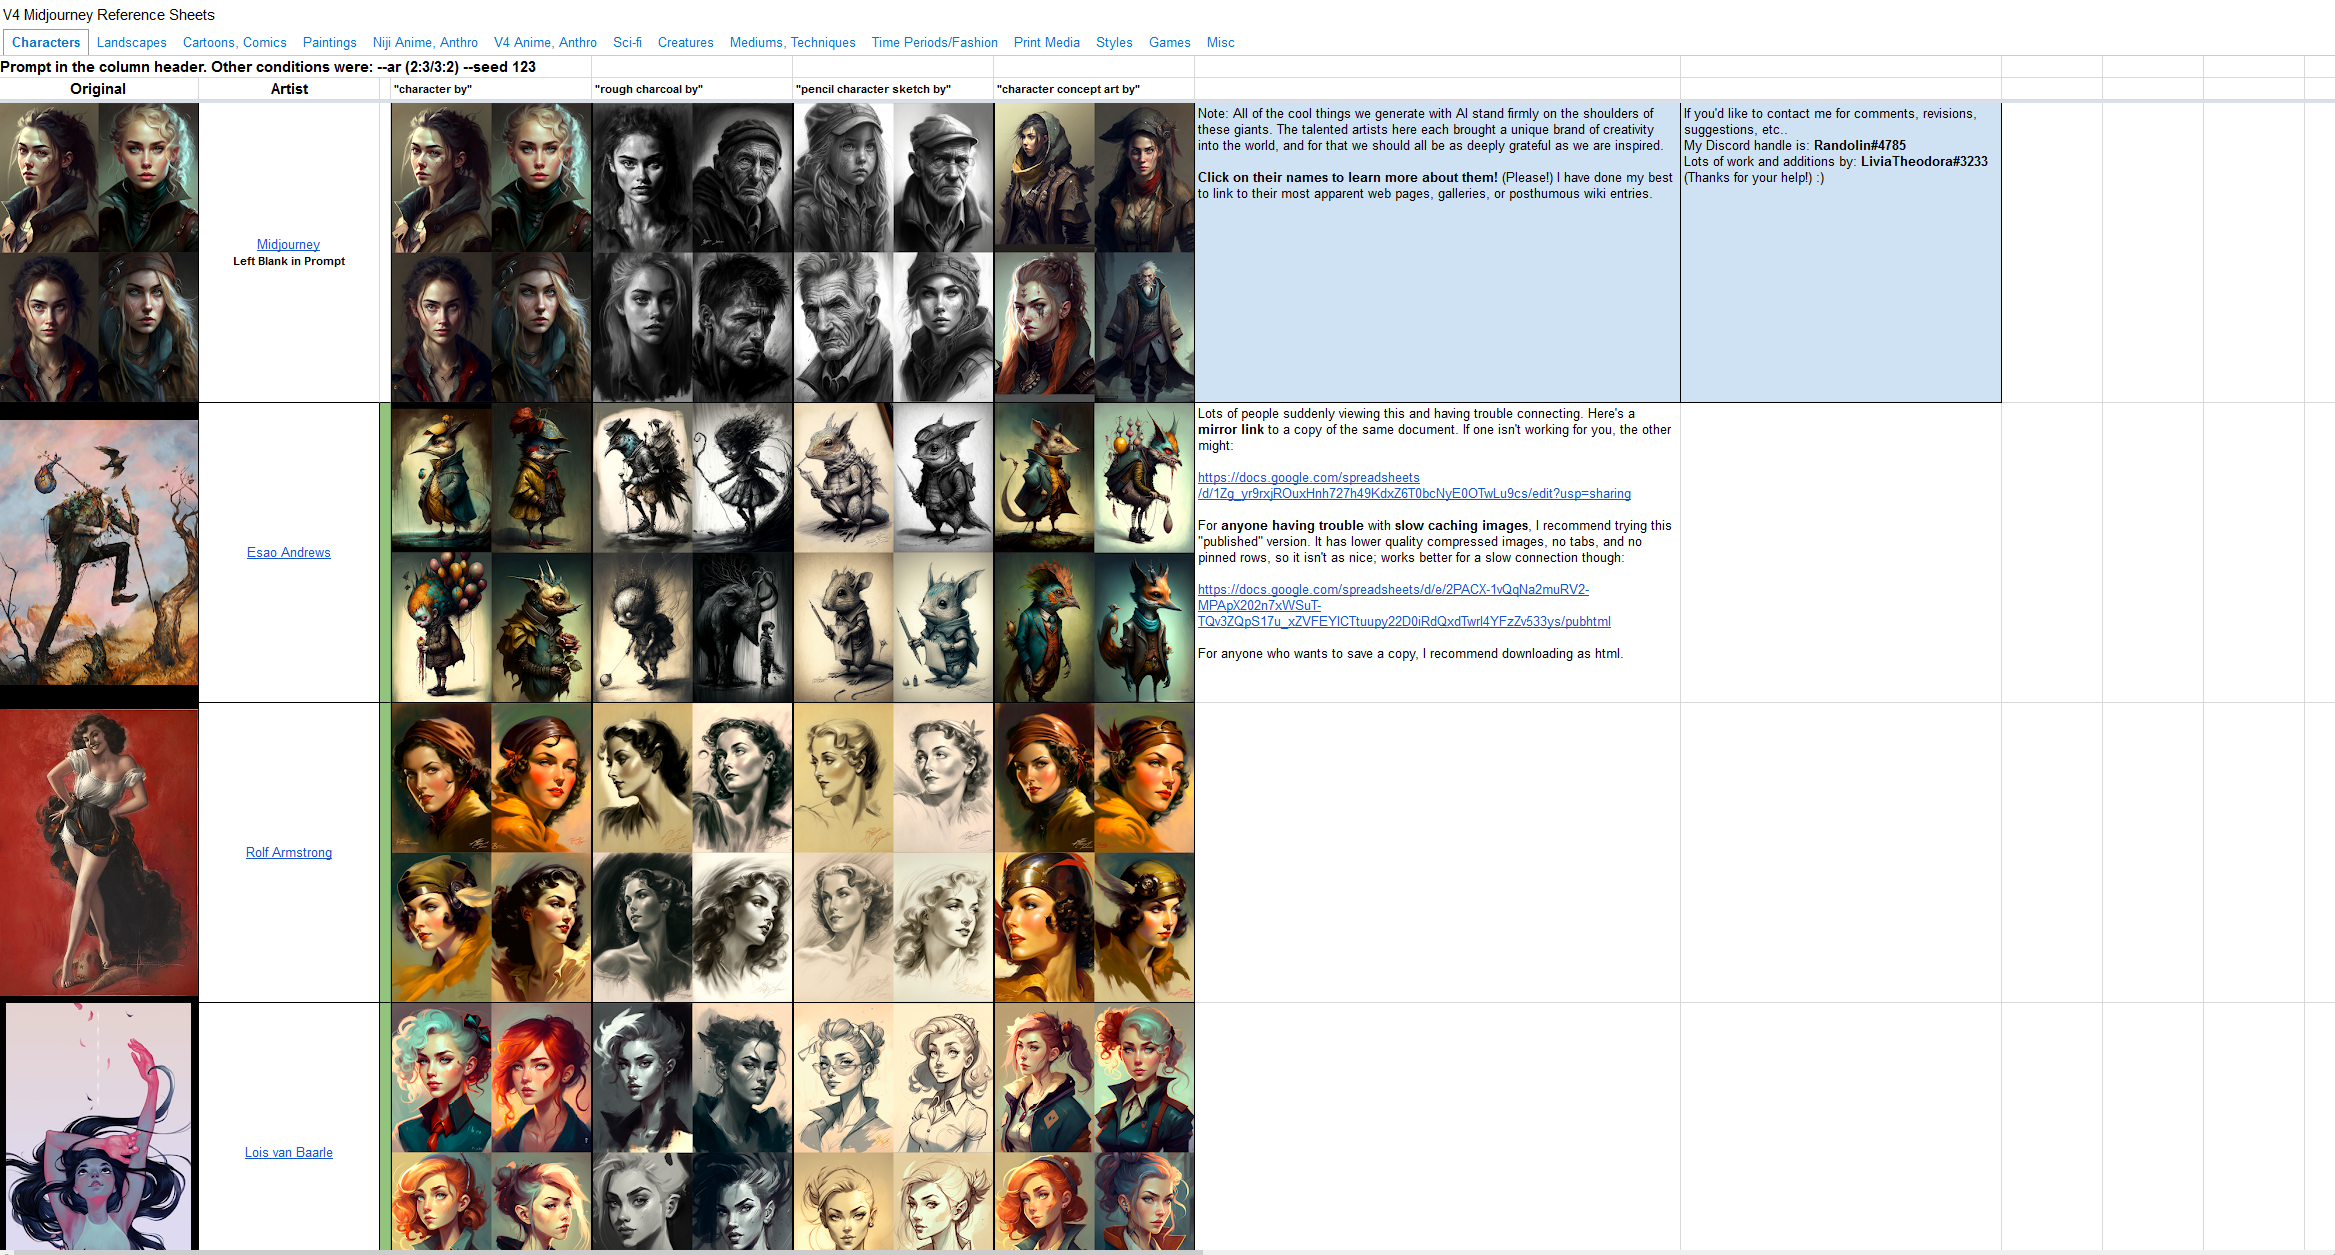 V4 Midjourney Reference Sheets
Characters Landscapes Cartoons, Comics Paintings Niji Anime, Anthro V4 Anime, Anthro Sci-fi Creatures Mediums, Techniques Time Periods/Fashion Print Media Styles Games Misc
Prompt in the column header. Other conditions were: --ar (2:3/3:2) --seed 123
Original Artist "character by" "rough charcoal by" "pencil character sketch by" "character concept art by"
Midjourney
Left Blank in Prompt
Note: All of the cool things we generate with AI stand firmly on the shoulders of
these giants. The talented artists here each brought a unique brand of creativity
into the world, and for that we should all be as deeply grateful as we are inspired.
Click on their names to learn more about them! (Please!) I have done my best
to link to their most apparent web pages, galleries, or posthumous wiki entries.
If you'd like to contact me for comments, revisions,
suggestions, etc..
My Discord handle is: Randolin#4785
Lots of work and additions by: LiviaTheodora#3233
(Thanks for your help!) :)
Esao Andrews
Lots of people suddenly viewing this and having trouble connecting. Here's a
mirror link to a copy of the same document. If one isn't working for you, the other
might:
https://docs.google.com/spreadsheets
/d/1Zg_yr9rxjROuxHnh727h49KdxZ6T0bcNyE0OTwLu9cs/edit?usp=sharing
For anyone having trouble with slow caching images, I recommend trying this
"published" version. It has lower quality compressed images, no tabs, and no
pinned rows, so it isn't as nice; works better for a slow connection though:
https://docs.google.com/spreadsheets/d/e/2PACX-1vQqNa2muRV2-
MPApX202n7xWSuT-
TQv3ZQpS17u_xZVFEYlCTtuupy22D0iRdQxdTwrl4YFzZv533ys/pubhtml
For anyone who wants to save a copy, I recommend downloading as html.
Rolf Armstrong
Lois van Baarle